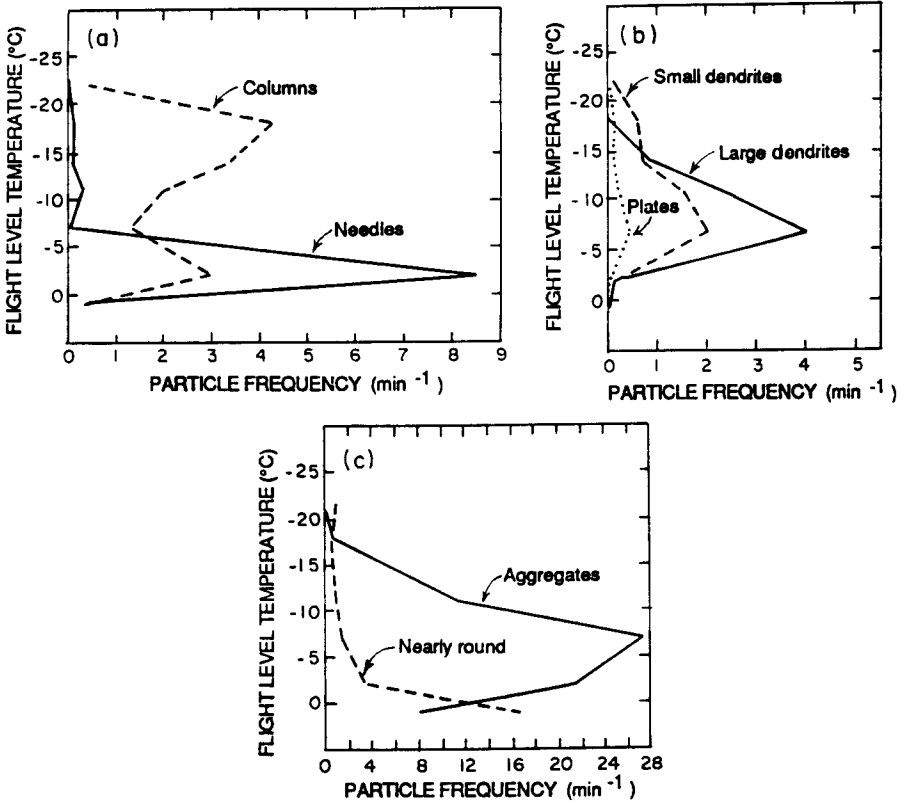 (a)
FLIGHT LEVEL TEMPERATURE (°C)
-25
-20
-15
-10
-5
0
Columns
Needles
0 1 2 3 4 5 6 7 8 9
PARTICLE FREQUENCY (min -1)
(b)
FLIGHT LEVEL TEMPERATURE (°C)
-25
-20
-15
-10
-5
0
Small dendrites
Large dendrites
Plates
0 1 2 3 4 5
PARTICLE FREQUENCY (min -1)
(c)
FLIGHT LEVEL TEMPERATURE (°C)
-25
-20
-15
-10
-5
0
Aggregates
Nearly round
0 4 8 12 16 20 24 28
PARTICLE FREQUENCY (min -1)